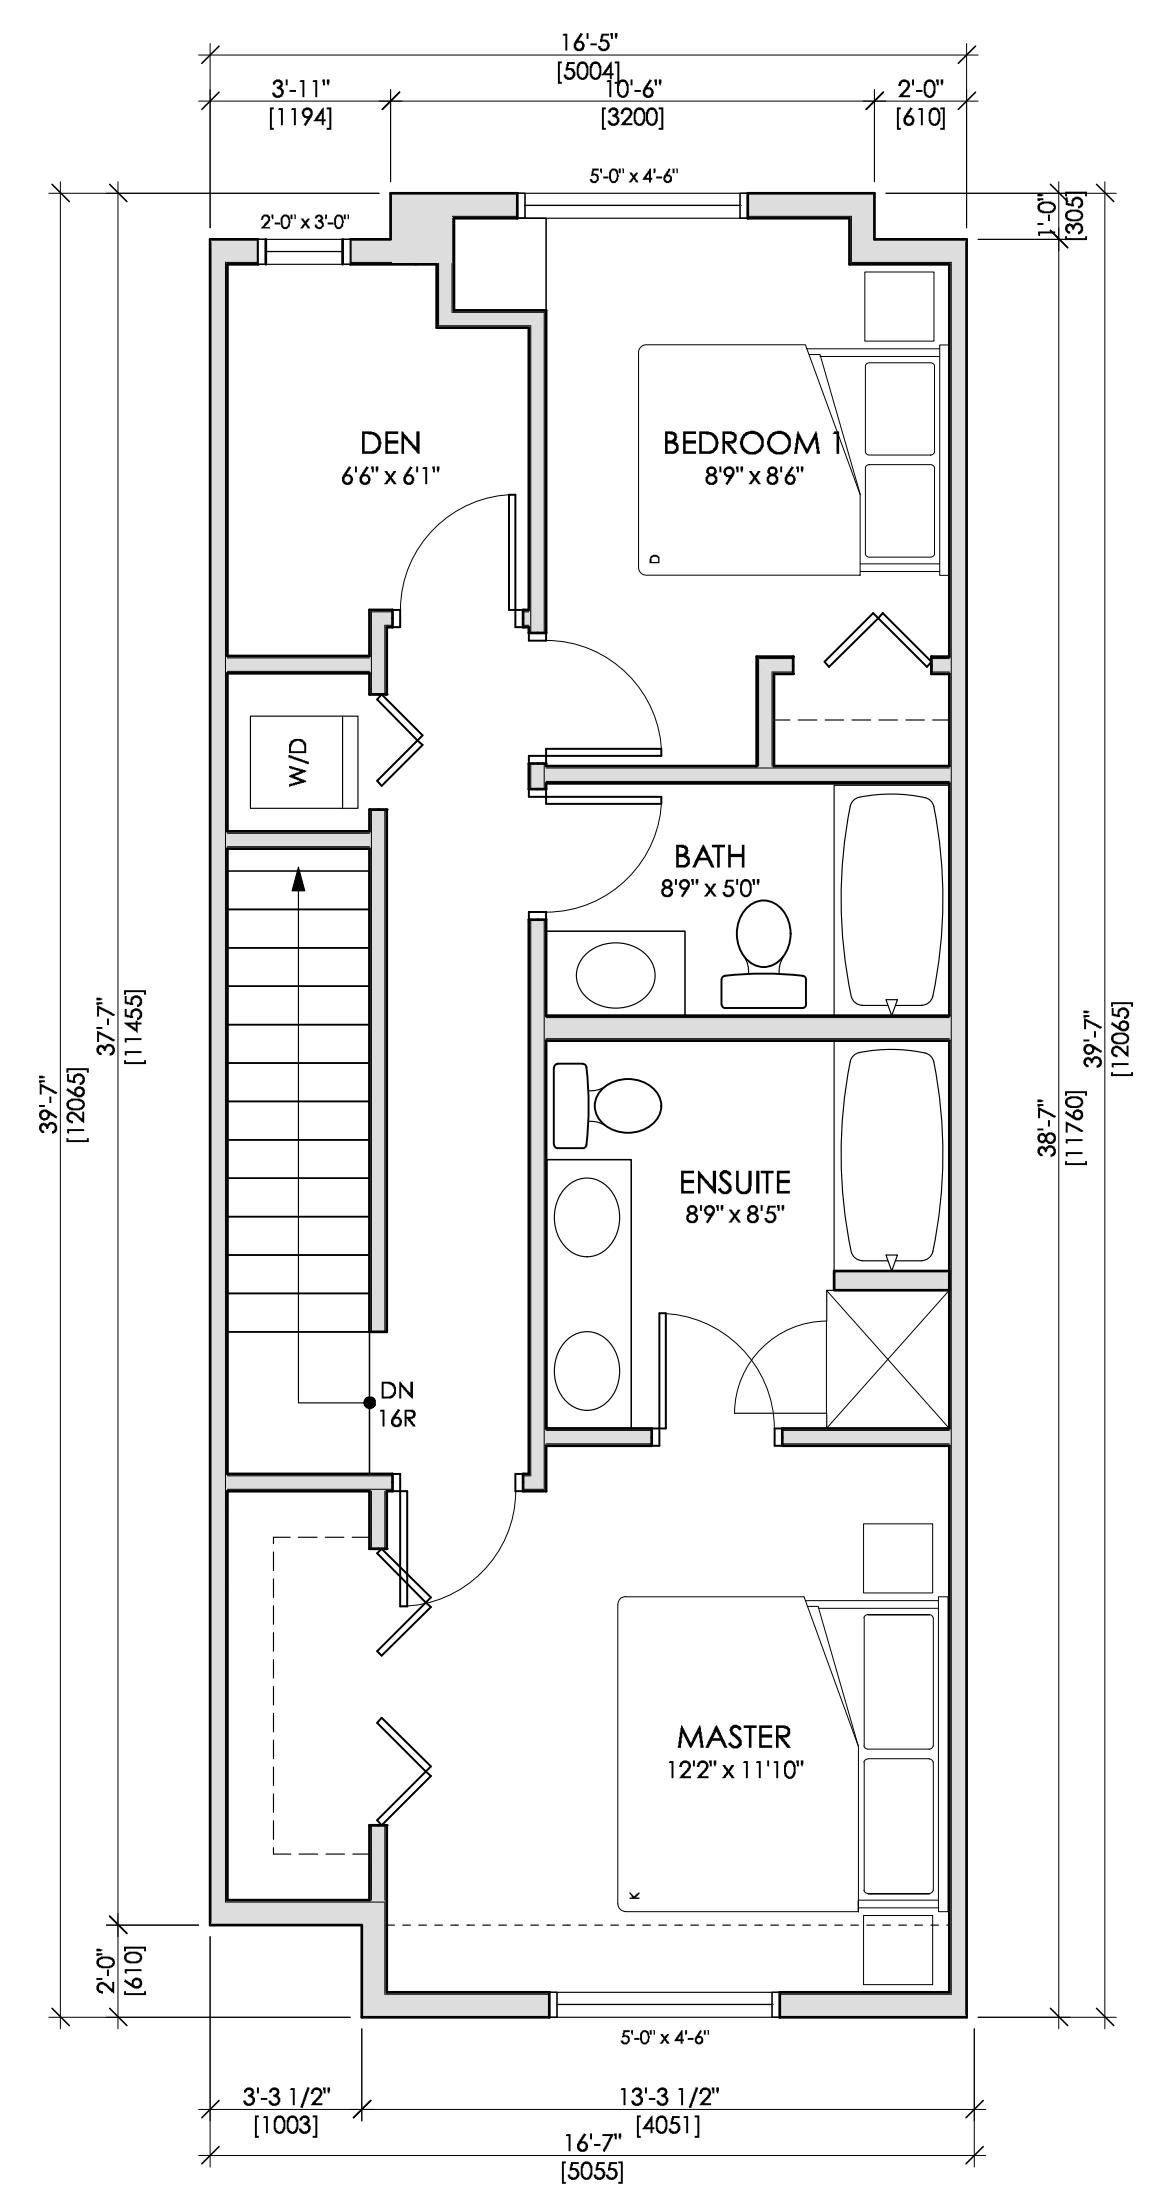 16'-5"
[5004]
3'-11"
[1194]
10'-6"
[3200]
2'-0"
[610]
5'-0" x 4'-6"
2'-0" x 3'-0"
1'-0"
[305]
DEN
6'6" x 6'1"
BEDROOM 1
8'9" x 8'6"
D
W/D
BATH
8'9" x 5'0"
37'-7"
[11455]
39'-7"
[12065]
39'-7"
[12065]
38'-7"
[11760]
ENSUITE
8'9" x 8'5"
DN
16R
MASTER
12'2" x 11'10"
K
2'-0"
[610]
5'-0" x 4'-6"
3'-3 1/2"
[1003]
13'-3 1/2"
[4051]
16'-7"
[5055]